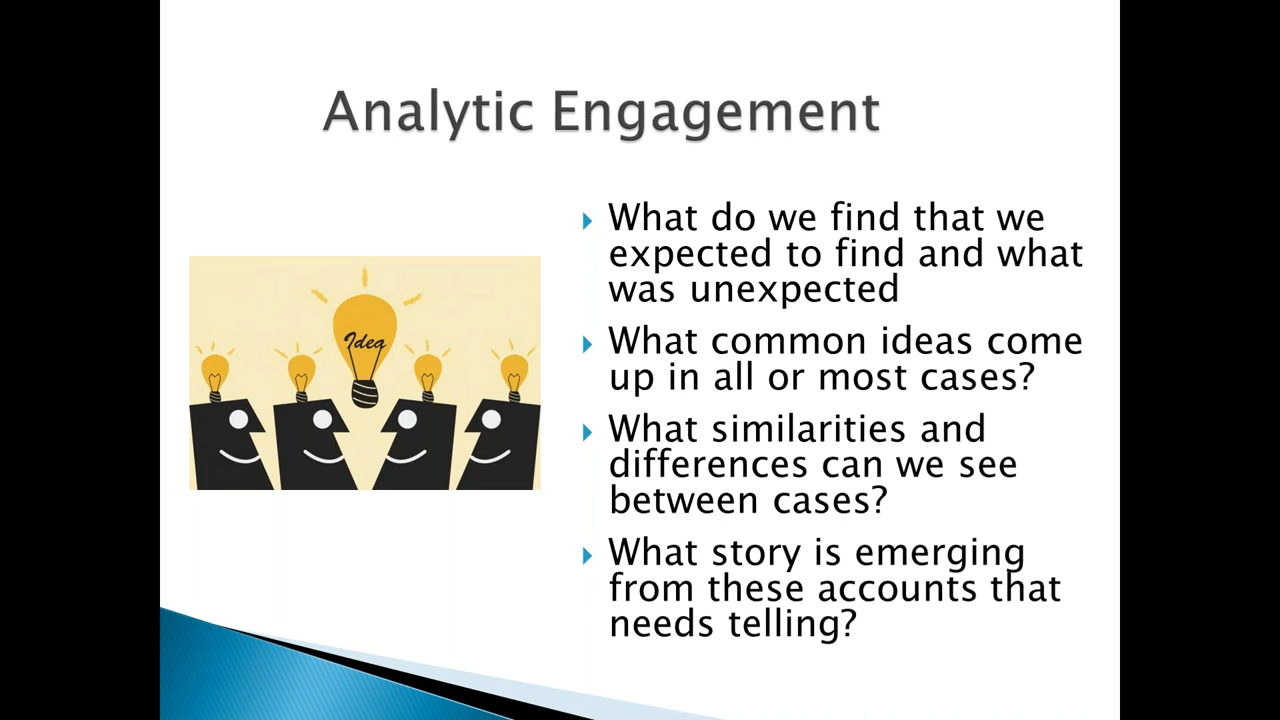 Analytic Engagement
What do we find that we
expected to find and what
was unexpected
What common ideas come
up in all or most cases?
What similarities and
differences can we see
between cases?
What story is emerging
from these accounts that
needs telling?
Idea